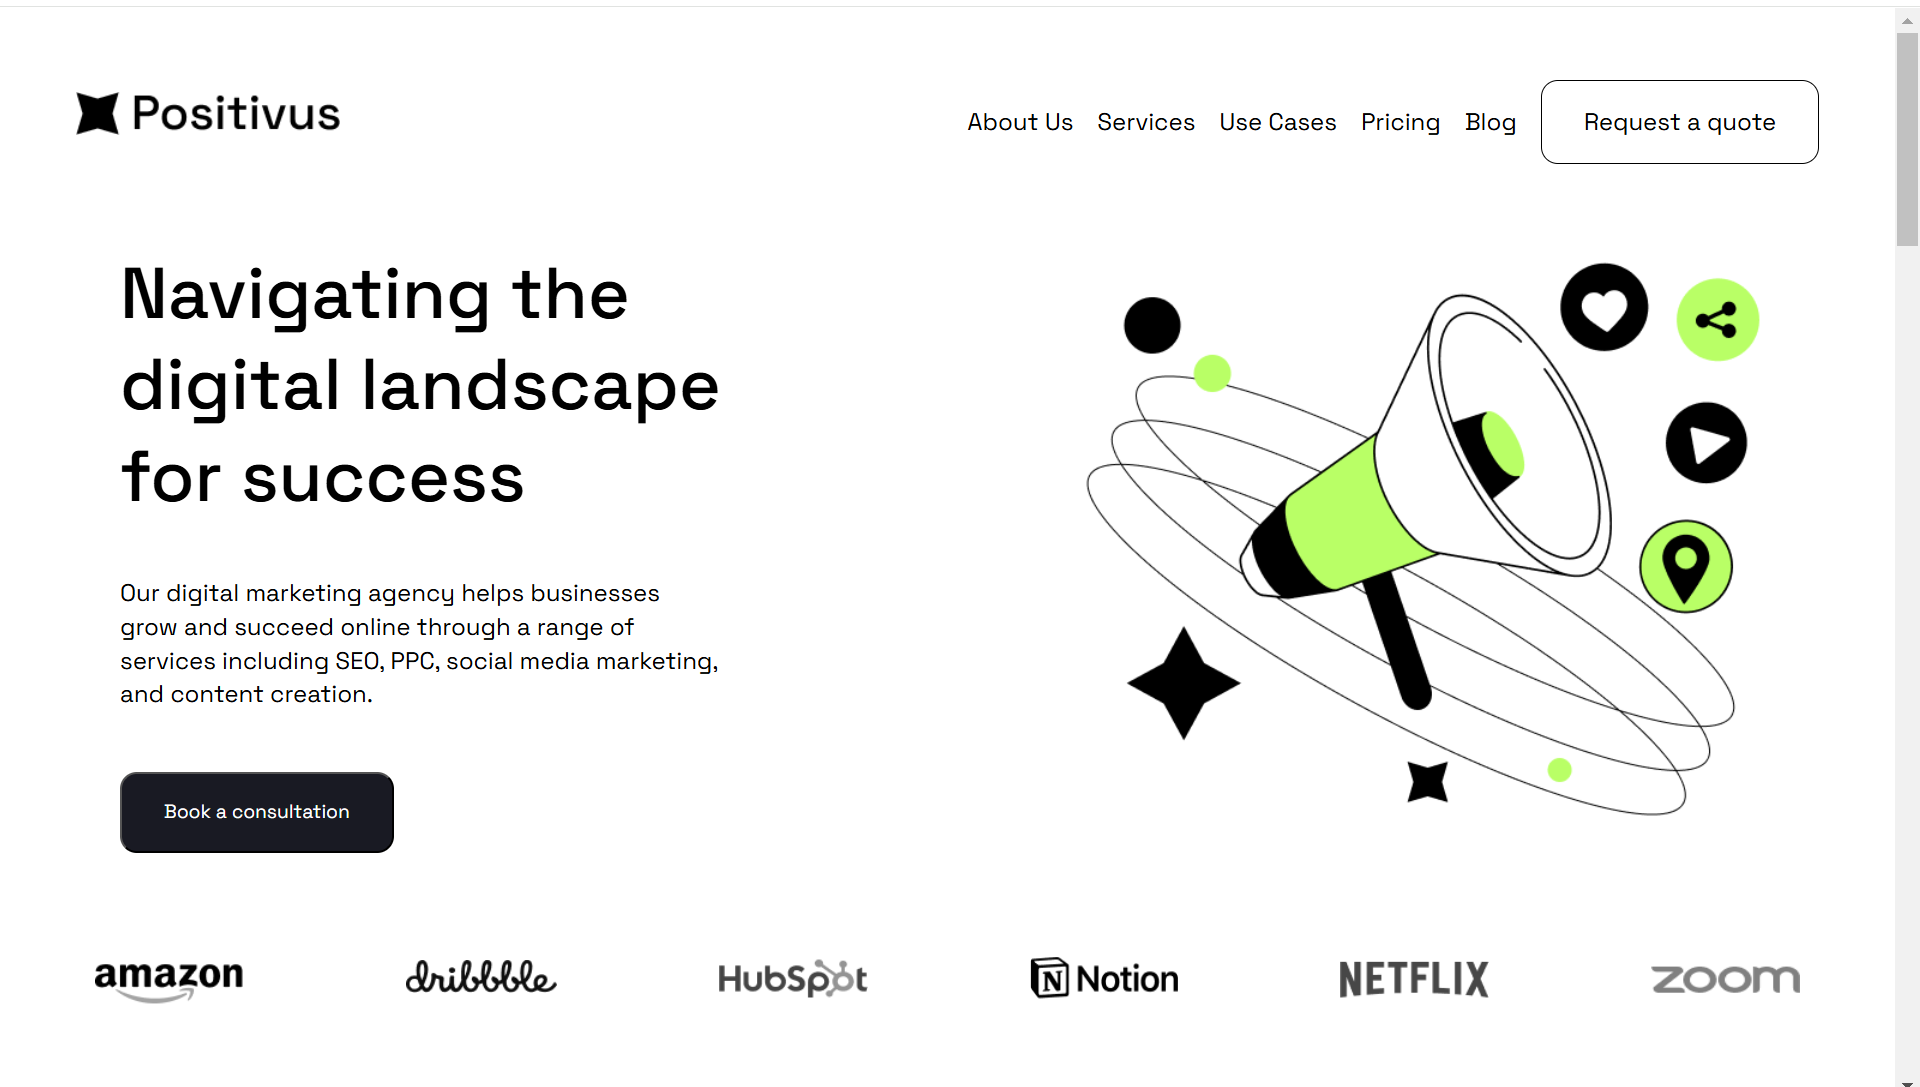 Positivus
About Us Services Use Cases Pricing Blog Request a quote
Navigating the
digital landscape
for success
Our digital marketing agency helps businesses
grow and succeed online through a range of
services including SEO, PPC, social media marketing,
and content creation.
Book a consultation
amazon dribbble HubSpot Notion NETFLIX zoom